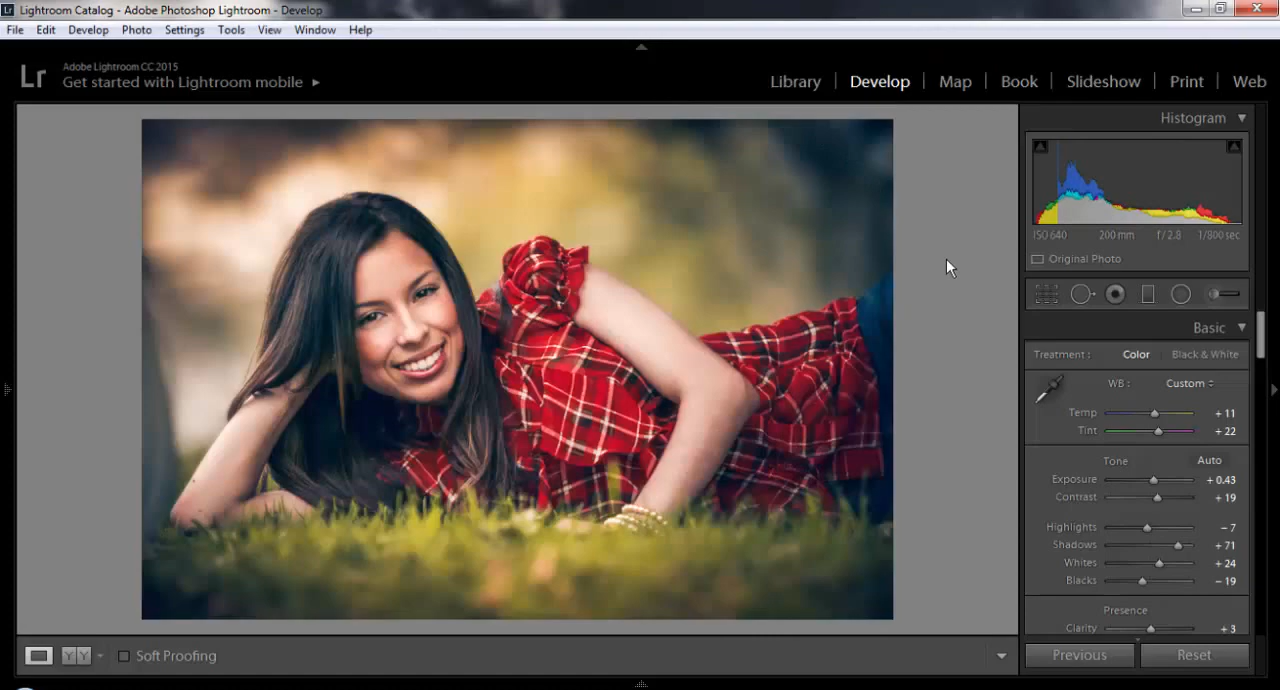 Lightroom Catalog - Adobe Photoshop Lightroom - Develop
File Edit Develop Photo Settings Tools View Window Help
Lr
Adobe Lightroom CC 2015
Get started with Lightroom mobile ▸
Library | Develop | Map | Book | Slideshow | Print | Web
Histogram
ISO 640 200 mm f / 2.8 1/800 sec
Original Photo
Basic
Treatment : Color Black & White
WB : Custom
Temp + 11
Tint + 22
Tone Auto
Exposure + 0.43
Contrast + 19
Highlights − 7
Shadows + 71
Whites + 24
Blacks − 19
Presence
Clarity + 3
Previous Reset
YY Soft Proofing